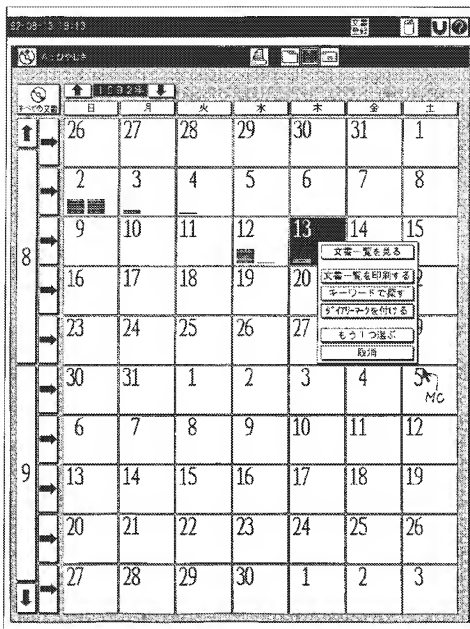 92-08-13 19:13
文書登録
A:ひやしき
すべての文書
1992年
日 月 火 水 木 金 土
26 27 28 29 30 31 1
2 3 4 5 6 7 8
9 10 11 12 13 14 15
8
文書一覧を見る
16 17 18 19 20
文書一覧を印刷する
キーワードで探す
ダイアリーマークを付ける
23 24 25 26 27
もう1つ選ぶ
取消
30 31 1 2 3 4 5
MC
6 7 8 9 10 11 12
9
13 14 15 16 17 18 19
20 21 22 23 24 25 26
27 28 29 30 1 2 3